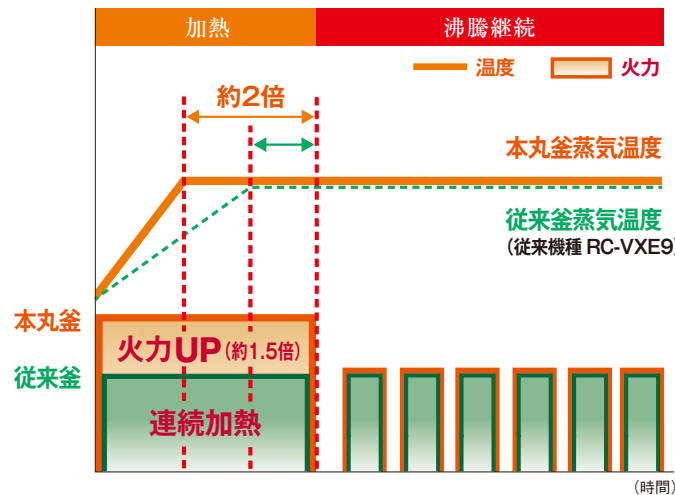 加熱
沸騰継続
温度
火力
約2倍
本丸釜蒸気温度
従来釜蒸気温度
(従来機種 RC-VXE9)
本丸釜
火力UP(約1.5倍)
従来釜
連続加熱
(時間)